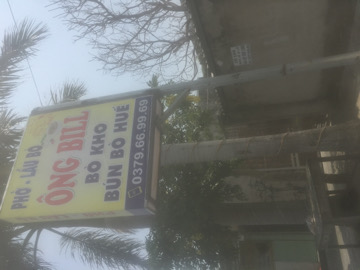 PHỞ - LẨU BÒ
ÔNG BILL
BÒ KHO
BÚN BÒ HUẾ
0379.66.99.69